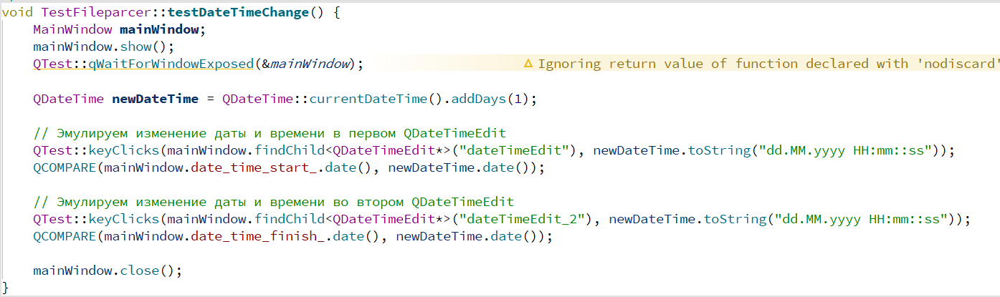 void TestFileparcer::testDateTimeChange() {
    MainWindow mainWindow;
    mainWindow.show();
    QTest::qWaitForWindowExposed(&mainWindow); ⚠ Ignoring return value of function declared with 'nodiscard'

    QDateTime newDateTime = QDateTime::currentDateTime().addDays(1);

    // Эмулируем изменение даты и времени в первом QDateTimeEdit
    QTest::keyClicks(mainWindow.findChild<QDateTimeEdit*>("dateTimeEdit"), newDateTime.toString("dd.MM.yyyy HH:mm::ss"));
    QCOMPARE(mainWindow.date_time_start_.date(), newDateTime.date());

    // Эмулируем изменение даты и времени во втором QDateTimeEdit
    QTest::keyClicks(mainWindow.findChild<QDateTimeEdit*>("dateTimeEdit_2"), newDateTime.toString("dd.MM.yyyy HH:mm::ss"));
    QCOMPARE(mainWindow.date_time_finish_.date(), newDateTime.date());

    mainWindow.close();
}